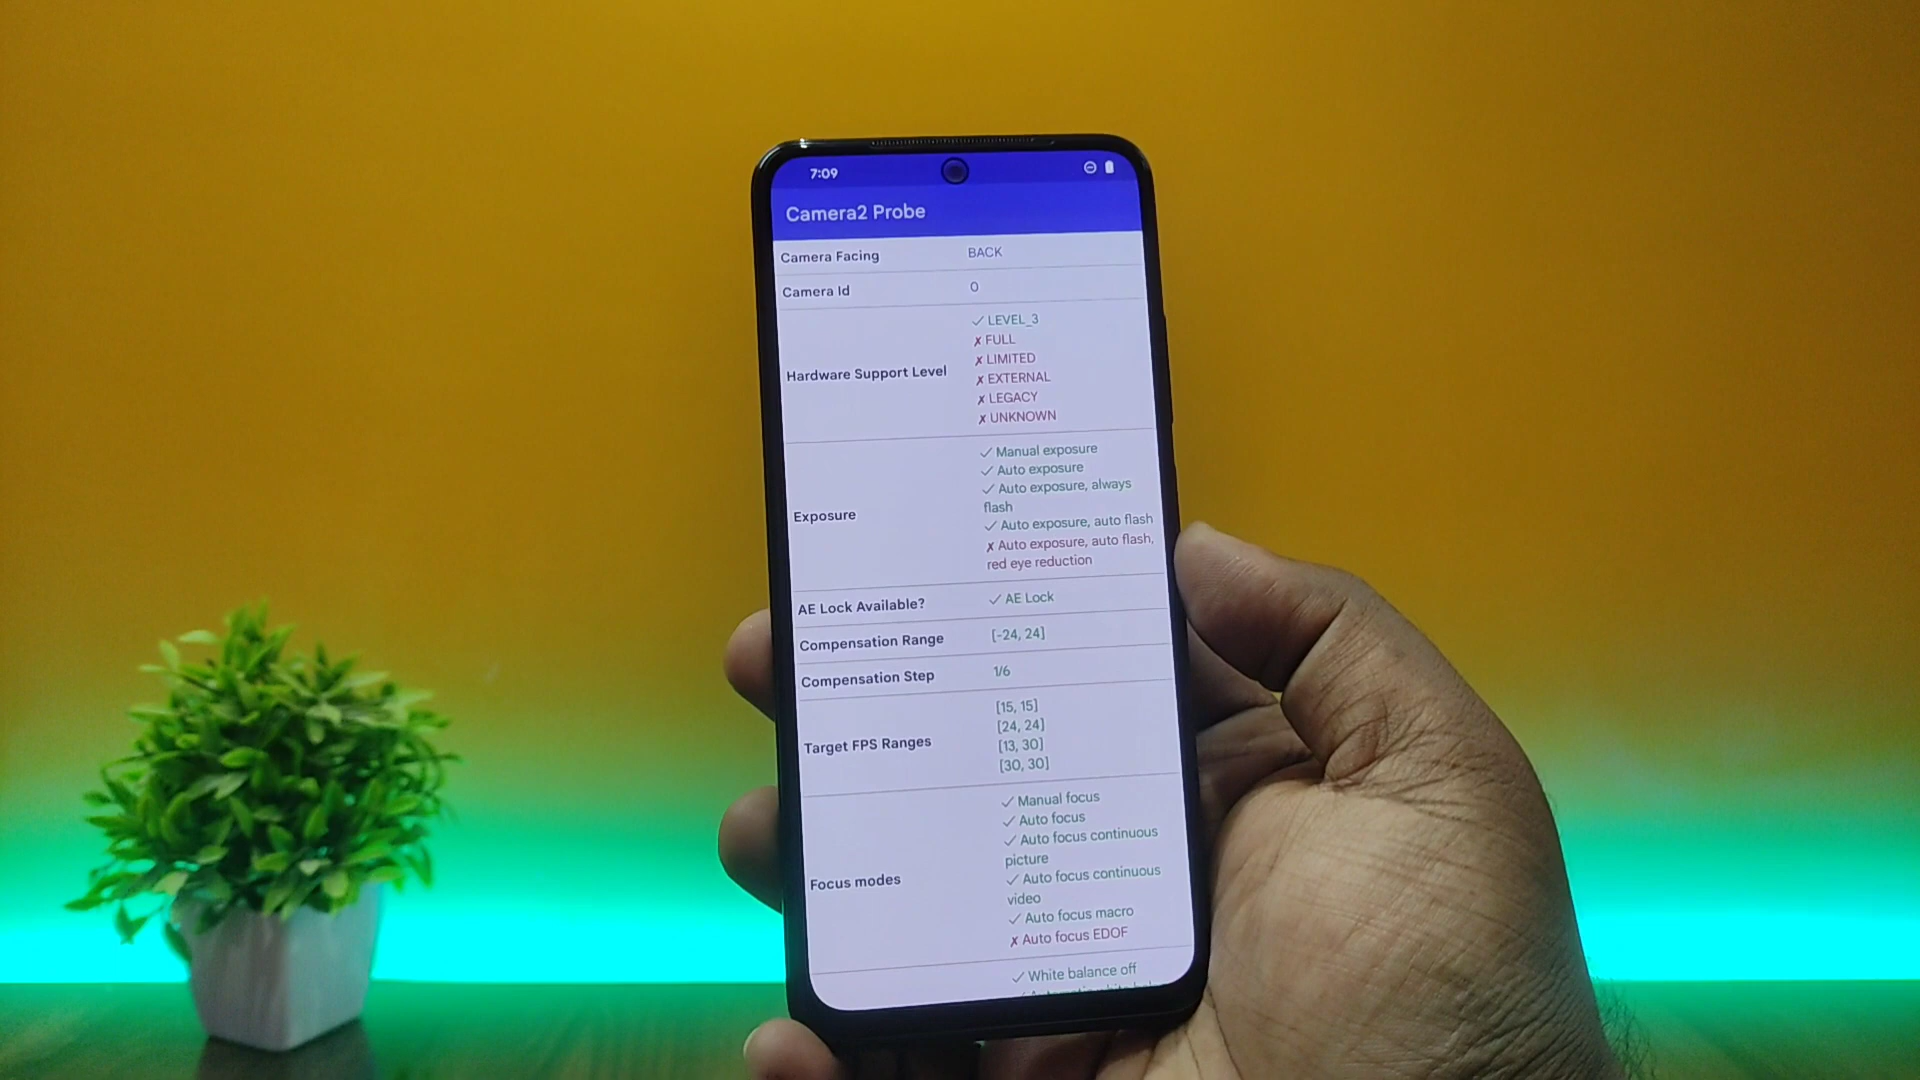 7:09
Camera2 Probe
Camera Facing BACK
Camera Id 0
Hardware Support Level
✓ LEVEL_3
✗ FULL
✗ LIMITED
✗ EXTERNAL
✗ LEGACY
✗ UNKNOWN
Exposure
✓ Manual exposure
✓ Auto exposure
✓ Auto exposure, always
flash
✓ Auto exposure, auto flash
✗ Auto exposure, auto flash,
red eye reduction
AE Lock Available? ✓ AE Lock
Compensation Range [-24, 24]
Compensation Step 1/6
Target FPS Ranges
[15, 15]
[24, 24]
[13, 30]
[30, 30]
Focus modes
✓ Manual focus
✓ Auto focus
✓ Auto focus continuous
picture
✓ Auto focus continuous
video
✓ Auto focus macro
✗ Auto focus EDOF
✓ White balance off